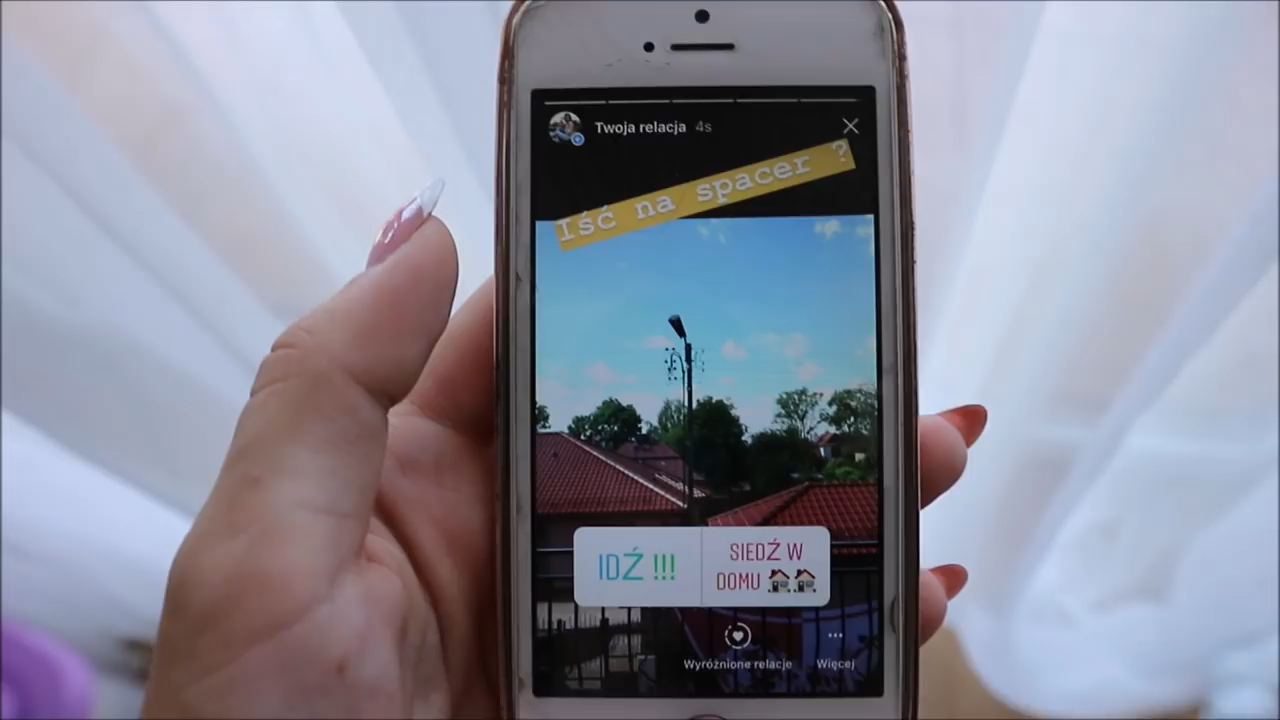 Twoja relacja 4s
Iść na spacer ?
IDŹ !!!
SIEDŹ W
DOMU 🏠🏠
Wyróżnione relacje
Więcej